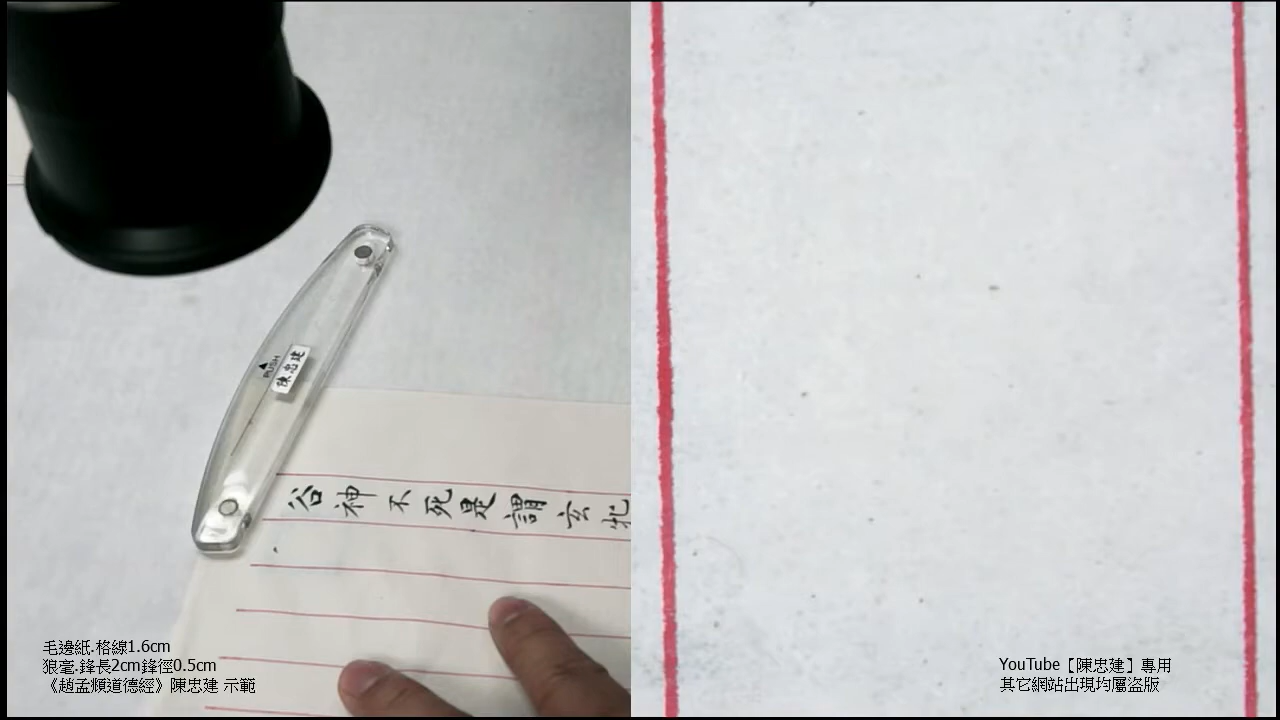 PUSH
陳忠建
谷神不死是謂玄牝
毛邊紙.格線1.6cm
狼毫.鋒長2cm鋒徑0.5cm
《趙孟順道德經》陳忠建 示範
YouTube［陳忠建］專用
其它網站出現均屬盜版